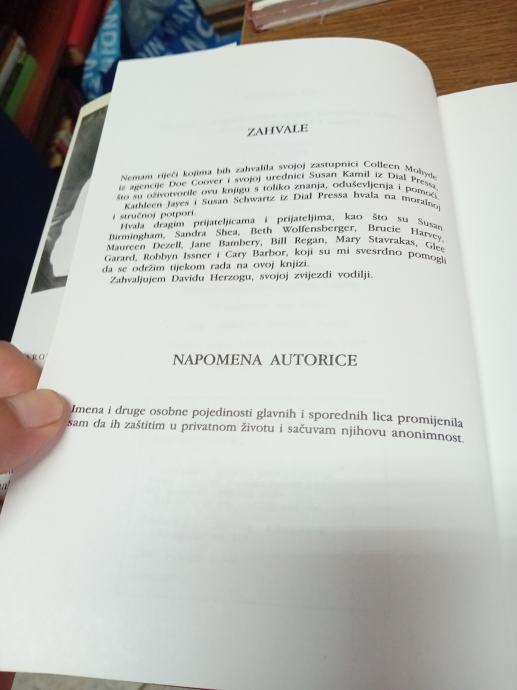 ZAHVALE
Nemam riječi kojima bih zahvalila svojoj zastupnici Colleen Mohyde
iz agencije Doe Coover i svojoj urednici Susan Kamil iz Dial Pressa,
što su oživotvorile ovu knjigu s toliko znanja, oduševljenja i pomoći.
Kathleen Jayes i Susan Schwartz iz Dial Pressa hvala na moralnoj
i stručnoj potpori.
Hvala dragim prijateljicama i prijateljima, kao što su Susan
Birmingham, Sandra Shea, Beth Wolfensberger, Brucie Harvey,
Maureen Dezell, Jane Bambery, Bill Regan, Mary Stavrakas, Glee
Garard, Robbyn Issner i Cary Barbor, koji su mi svesrdno pomogli
da se održim tijekom rada na ovoj knjizi.
Zahvaljujem Davidu Herzogu, svojoj zvijezdi vodilji.
NAPOMENA AUTORICE
Imena i druge osobne pojedinosti glavnih i sporednih lica promijenila
sam da ih zaštitim u privatnom životu i sačuvam njihovu anonimnost.